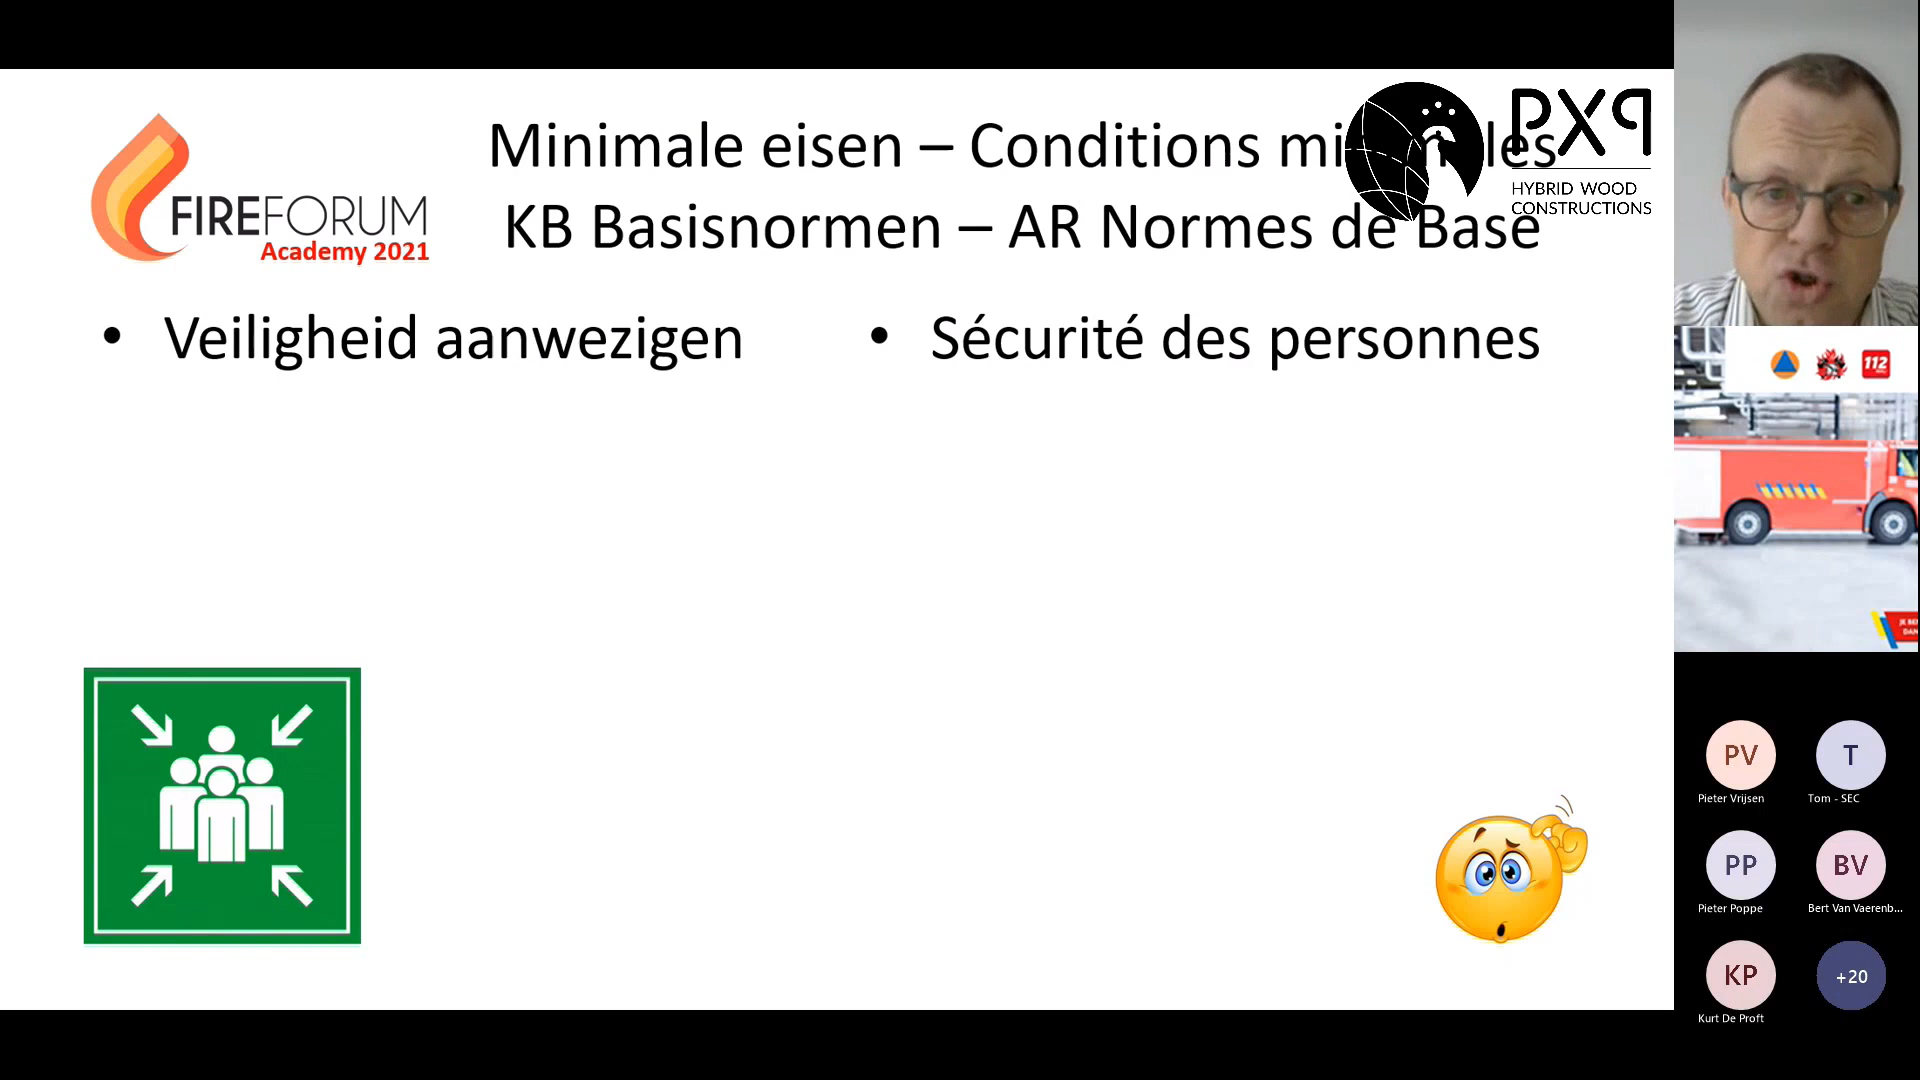 FIREFORUM
Academy 2021
Minimale eisen – Conditions mi les
KB Basisnormen – AR Normes de Base
pxp
HYBRID WOOD
CONSTRUCTIONS
• Veiligheid aanwezigen
• Sécurité des personnes
112
PV
Pieter Vrijsen
T
Tom - SEC
PP
Pieter Poppe
BV
Bert Van Vaerenb...
KP
Kurt De Proft
+20